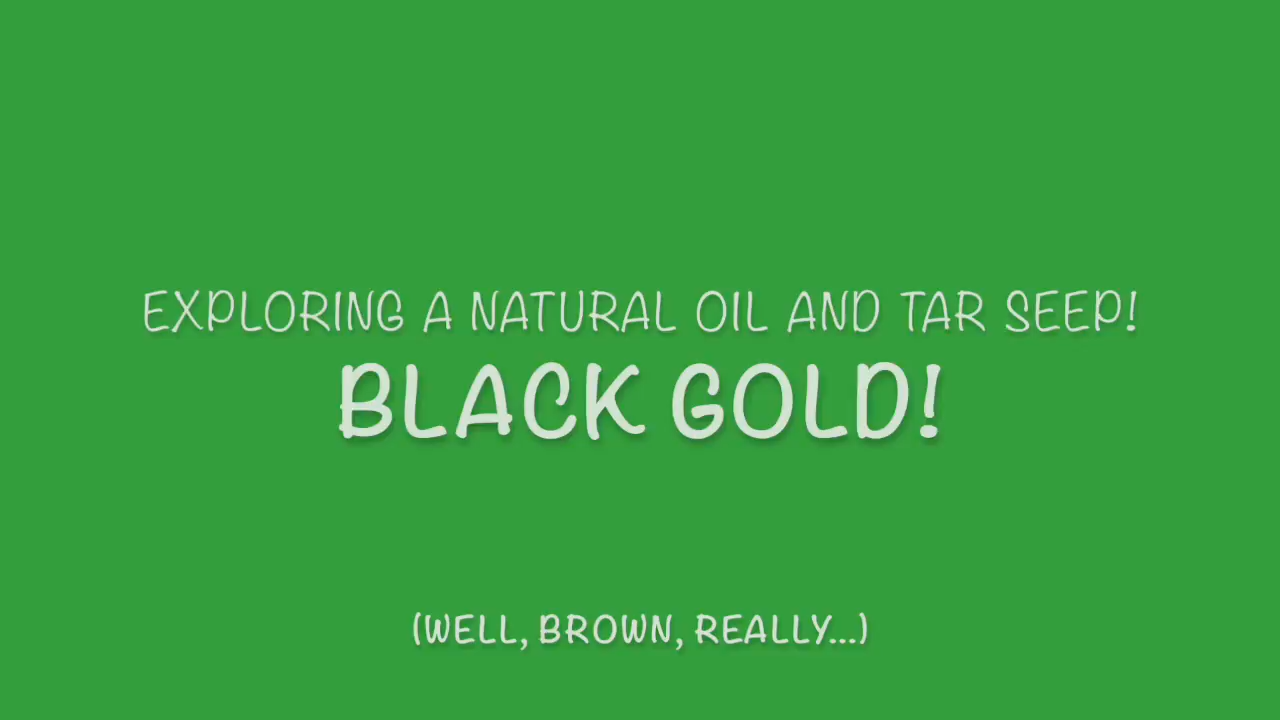 EXPLORING A NATURAL OIL AND TAR SEEP!
BLACK GOLD!
(WELL, BROWN, REALLY...)